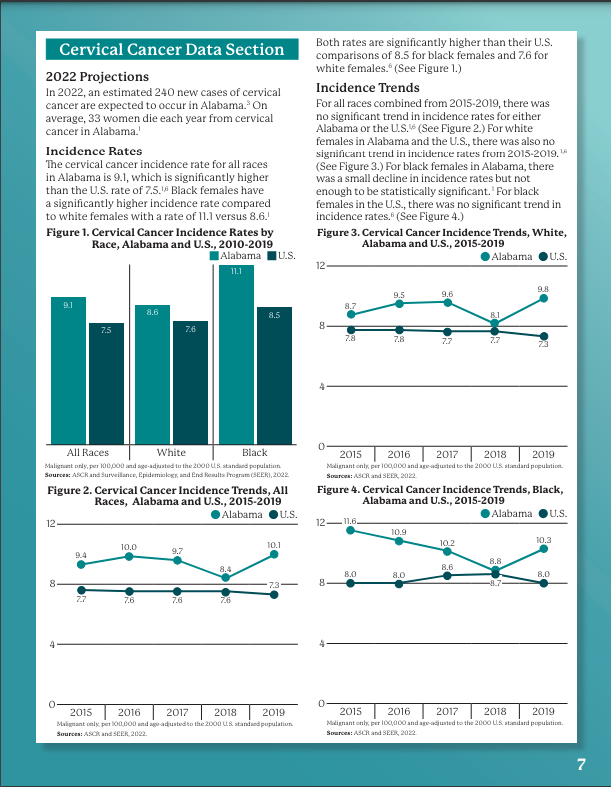 Cervical Cancer Data Section
2022 Projections
In 2022, an estimated 240 new cases of cervical
cancer are expected to occur in Alabama.³ On
average, 33 women die each year from cervical
cancer in Alabama.¹
Incidence Rates
The cervical cancer incidence rate for all races
in Alabama is 9.1, which is significantly higher
than the U.S. rate of 7.5.¹,⁶ Black females have
a significantly higher incidence rate compared
to white females with a rate of 11.1 versus 8.6.¹
Figure 1. Cervical Cancer Incidence Rates by
Race, Alabama and U.S., 2010-2019
Alabama U.S.
11.1
9.1
8.6
8.5
7.5
7.6
All Races White Black
Malignant only, per 100,000 and age-adjusted to the 2000 U.S. standard population.
Sources: ASCR and Surveillance, Epidemiology, and End Results Program (SEER), 2022.
Figure 2. Cervical Cancer Incidence Trends, All
Races, Alabama and U.S., 2015-2019
Alabama U.S.
12
9.4 10.0 9.7 8.4 10.1
8
7.7 7.6 7.6 7.6 7.3
4
0
2015 2016 2017 2018 2019
Malignant only, per 100,000 and age-adjusted to the 2000 U.S. standard population.
Sources: ASCR and SEER, 2022.
Both rates are significantly higher than their U.S.
comparisons of 8.5 for black females and 7.6 for
white females.⁶ (See Figure 1.)
Incidence Trends
For all races combined from 2015-2019, there was
no significant trend in incidence rates for either
Alabama or the U.S.¹,⁶ (See Figure 2.) For white
females in Alabama and the U.S., there was also no
significant trend in incidence rates from 2015-2019. ¹,⁶
(See Figure 3.) For black females in Alabama, there
was a small decline in incidence rates but not
enough to be statistically significant.¹ For black
females in the U.S., there was no significant trend in
incidence rates.⁶ (See Figure 4.)
Figure 3. Cervical Cancer Incidence Trends, White,
Alabama and U.S., 2015-2019
Alabama U.S.
12
8.7 9.5 9.6 8.1 9.8
8
7.8 7.8 7.7 7.7 7.3
4
0
2015 2016 2017 2018 2019
Malignant only, per 100,000 and age-adjusted to the 2000 U.S. standard population.
Sources: ASCR and SEER, 2022.
Figure 4. Cervical Cancer Incidence Trends, Black,
Alabama and U.S., 2015-2019
Alabama U.S.
12
11.6 10.9 10.2 8.8 10.3
8
8.0 8.0 8.6 8.7 8.0
4
0
2015 2016 2017 2018 2019
Malignant only, per 100,000 and age-adjusted to the 2000 U.S. standard population.
Sources: ASCR and SEER, 2022.
7